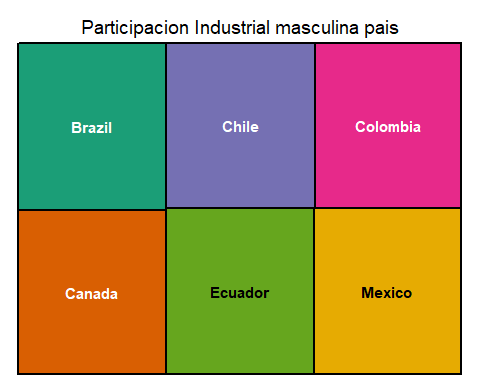 Participacion Industrial masculina pais
Brazil
Chile
Colombia
Canada
Ecuador
Mexico